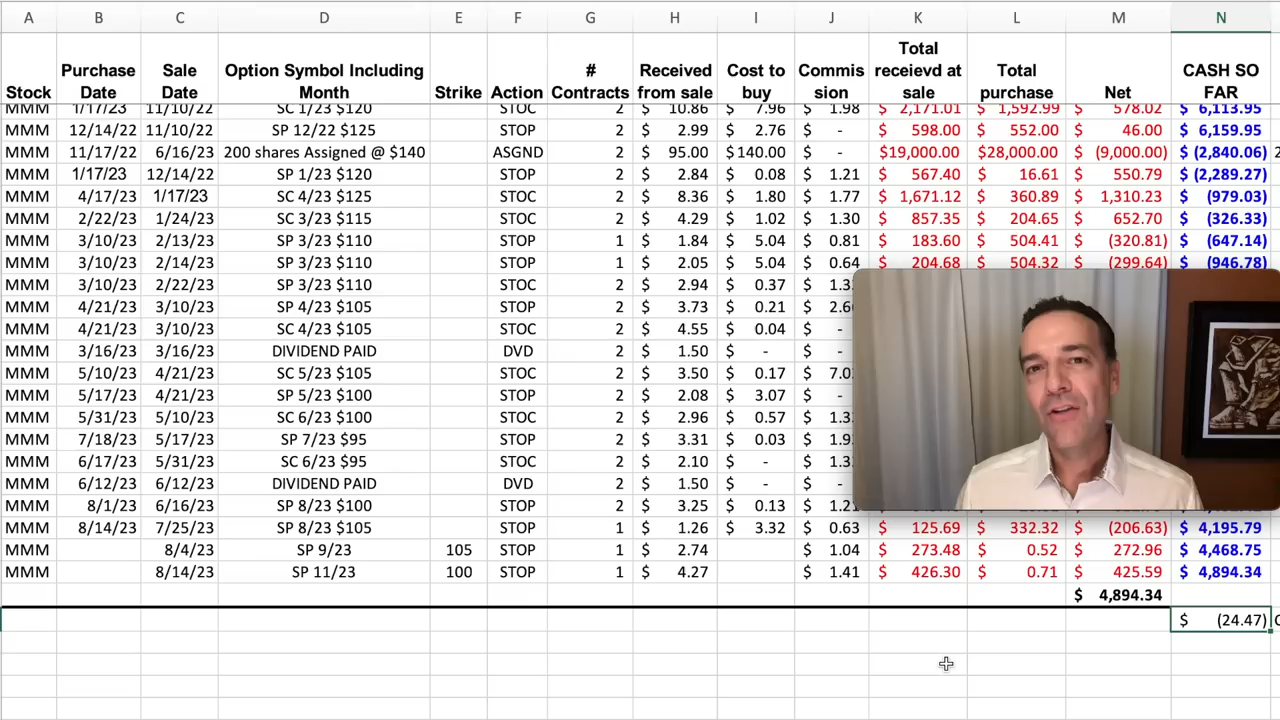 A B C D E F G H I J K L M N
Stock Purchase Date Sale Date Option Symbol Including Month Strike Action # Contracts Received from sale Cost to buy Commis sion Total receievd at sale Total purchase Net CASH SO FAR
MMM 1/17/23 11/10/22 SC 1/23 $120 STOC 2 $ 10.86 $ 7.96 $ 1.98 $ 2,171.01 $ 1,592.99 $ 578.02 $ 6,113.95
MMM 12/14/22 11/10/22 SP 12/22 $125 STOP 2 $ 2.99 $ 2.76 $ - $ 598.00 $ 552.00 $ 46.00 $ 6,159.95
MMM 11/17/22 6/16/23 200 shares Assigned @ $140 ASGND 2 $ 95.00 $140.00 $ - $19,000.00 $28,000.00 $ (9,000.00) $ (2,840.06) 2
MMM 1/17/23 12/14/22 SP 1/23 $120 STOP 2 $ 2.84 $ 0.08 $ 1.21 $ 567.40 $ 16.61 $ 550.79 $ (2,289.27)
MMM 4/17/23 1/17/23 SC 4/23 $125 STOC 2 $ 8.36 $ 1.80 $ 1.77 $ 1,671.12 $ 360.89 $ 1,310.23 $ (979.03)
MMM 2/22/23 1/24/23 SC 3/23 $115 STOC 2 $ 4.29 $ 1.02 $ 1.30 $ 857.35 $ 204.65 $ 652.70 $ (326.33)
MMM 3/10/23 2/13/23 SP 3/23 $110 STOP 1 $ 1.84 $ 5.04 $ 0.81 $ 183.60 $ 504.41 $ (320.81) $ (647.14)
MMM 3/10/23 2/14/23 SP 3/23 $110 STOP 1 $ 2.05 $ 5.04 $ 0.64 $ 204.68 $ 504.32 $ (299.64) $ (946.78)
MMM 3/10/23 2/22/23 SP 3/23 $110 STOC 2 $ 2.94 $ 0.37 $
MMM 4/21/23 3/10/23 SP 4/23 $105 STOP 2 $ 3.73 $ 0.21 $
MMM 4/21/23 3/10/23 SC 4/23 $105 STOC 2 $ 4.55 $ 0.04 $ -
MMM 3/16/23 3/16/23 DIVIDEND PAID DVD 2 $ 1.50 $ - $ -
MMM 5/10/23 4/21/23 SC 5/23 $105 STOC 2 $ 3.50 $ 0.17 $
MMM 5/17/23 4/21/23 SP 5/23 $100 STOP 2 $ 2.08 $ 3.07 $ -
MMM 5/31/23 5/10/23 SC 6/23 $100 STOC 2 $ 2.96 $ 0.57 $
MMM 7/18/23 5/17/23 SP 7/23 $95 STOP 2 $ 3.31 $ 0.03 $
MMM 6/17/23 5/31/23 SC 6/23 $95 STOC 2 $ 2.10 $ - $
MMM 6/12/23 6/12/23 DIVIDEND PAID DVD 2 $ 1.50 $ - $ -
MMM 8/1/23 6/16/23 SP 8/23 $100 STOP 2 $ 3.25 $ 0.13 $
MMM 8/14/23 7/25/23 SP 8/23 $105 STOP 1 $ 1.26 $ 3.32 $ 0.63 $ 125.69 $ 332.32 $ (206.63) $ 4,195.79
MMM 8/4/23 SP 9/23 105 STOP 1 $ 2.74 $ 1.04 $ 273.48 $ 0.52 $ 272.96 $ 4,468.75
MMM 8/14/23 SP 11/23 100 STOP 1 $ 4.27 $ 1.41 $ 426.30 $ 0.71 $ 425.59 $ 4,894.34
$ 4,894.34
$ (24.47)